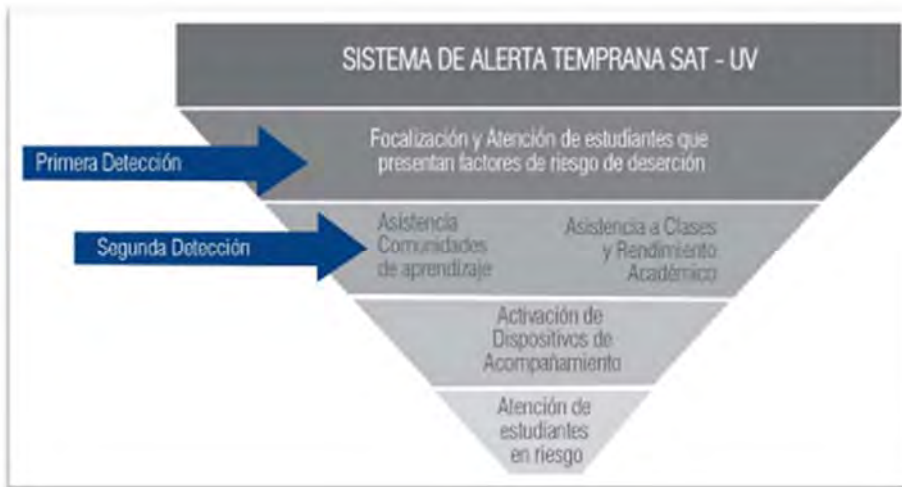 SISTEMA DE ALERTA TEMPRANA SAT - UV
Primera Detección
Focalización y Atención de estudiantes que
presentan factores de riesgo de deserción
Segunda Detección
Asistencia
Comunidades
de aprendizaje
Asistencia a Clases
y Rendimiento
Académico
Activación de
Dispositivos de
Acompañamiento
Atención de
estudiantes
en riesgo